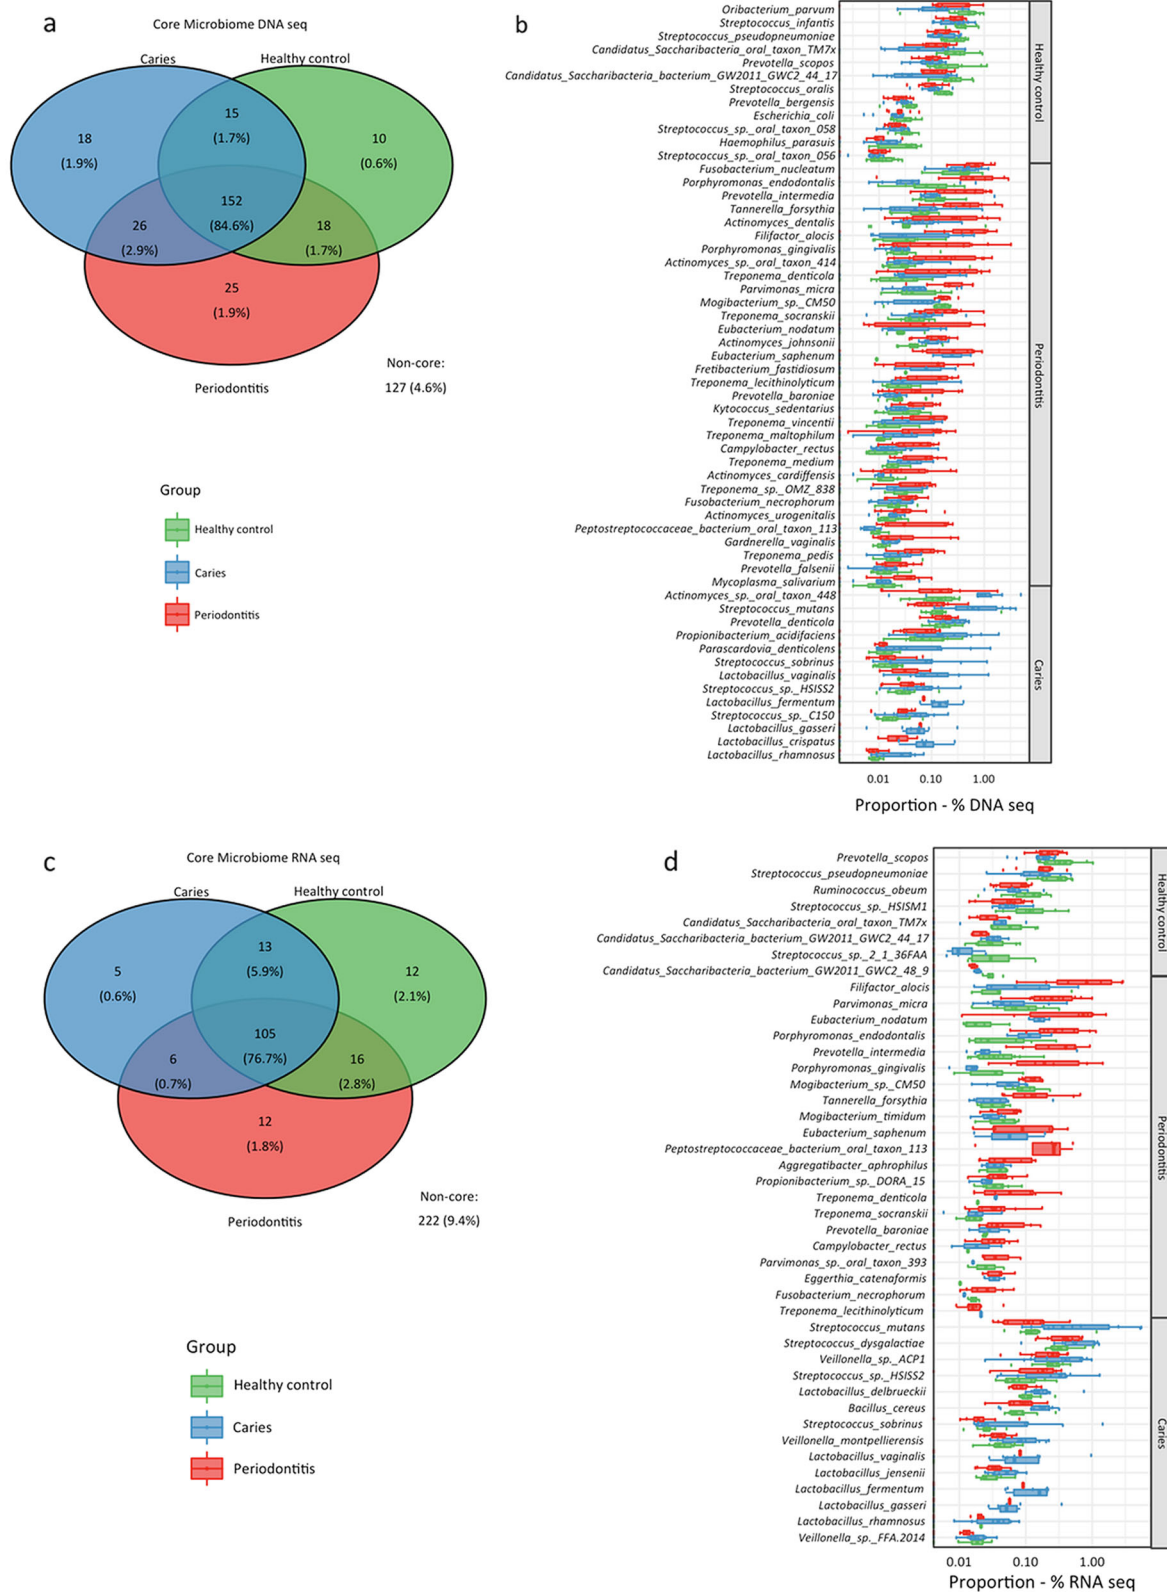 a
Core Microbiome DNA seq
Caries
Healthy control
15
(1.7%)
18
(1.9%)
10
(0.6%)
152
(84.6%)
26
(2.9%)
18
(1.7%)
25
(1.9%)
Non-core:
127 (4.6%)
Periodontitis
Group
Healthy control
Caries
Periodontitis
b
Oribacterium_parvum
Streptococcus_infantis
Streptococcus_pseudopneumoniae
Candidatus_Saccharibacteria_oral_taxon_TM7x
Prevotella_scopos
Candidatus_Saccharibacteria_bacterium_GW2011_GWC2_44_17
Streptococcus_oralis
Prevotella_bergensis
Escherichia_coli
Streptococcus_sp._oral_taxon_058
Haemophilus_parasuis
Streptococcus_sp._oral_taxon_056
Fusobacterium_nucleatum
Porphyromonas_endodontalis
Prevotella_intermedia
Tannerella_forsythia
Actinomyces_dentalis
Filifactor_alocis
Porphyromonas_gingivalis
Actinomyces_sp._oral_taxon_414
Treponema_denticola
Parvimonas_micra
Mogibacterium_sp._CM50
Treponema_socranskii
Eubacterium_nodatum
Actinomyces_johnsonii
Eubacterium_saphenum
Fretibacterium_fastidiosum
Treponema_lecithinolyticum
Prevotella_baroniae
Kytococcus_sedentarius
Treponema_vincentii
Treponema_maltophilum
Campylobacter_rectus
Treponema_medium
Actinomyces_cardiffensis
Treponema_sp._OMZ_838
Fusobacterium_necrophorum
Actinomyces_urogenitalis
Peptostreptococcaceae_bacterium_oral_taxon_113
Gardnerella_vaginalis
Treponema_pedis
Prevotella_falsenii
Mycoplasma_salivarium
Actinomyces_sp._oral_taxon_448
Streptococcus_mutans
Prevotella_denticola
Propionibacterium_acidifaciens
Parascardovia_denticolens
Streptococcus_sobrinus
Lactobacillus_vaginalis
Streptococcus_sp._HSISS2
Lactobacillus_fermentum
Streptococcus_sp._C150
Lactobacillus_gasseri
Lactobacillus_crispatus
Lactobacillus_rhamnosus
Healthy control
Periodontitis
Caries
0.01 0.10 1.00
Proportion - % DNA seq
c
Core Microbiome RNA seq
Caries
Healthy control
13
(5.9%)
5
(0.6%)
12
(2.1%)
105
(76.7%)
6
(0.7%)
16
(2.8%)
12
(1.8%)
Non-core:
222 (9.4%)
Periodontitis
Group
Healthy control
Caries
Periodontitis
d
Prevotella_scopos
Streptococcus_pseudopneumoniae
Ruminococcus_obeum
Streptococcus_sp._HSISM1
Candidatus_Saccharibacteria_oral_taxon_TM7x
Candidatus_Saccharibacteria_bacterium_GW2011_GWC2_44_17
Streptococcus_sp._2_1_36FAA
Candidatus_Saccharibacteria_bacterium_GW2011_GWC2_48_9
Filifactor_alocis
Parvimonas_micra
Eubacterium_nodatum
Porphyromonas_endodontalis
Prevotella_intermedia
Porphyromonas_gingivalis
Mogibacterium_sp._CM50
Tannerella_forsythia
Mogibacterium_timidum
Eubacterium_saphenum
Peptostreptococcaceae_bacterium_oral_taxon_113
Aggregatibacter_aphrophilus
Propionibacterium_sp._DORA_15
Treponema_denticola
Treponema_socranskii
Prevotella_baroniae
Campylobacter_rectus
Parvimonas_sp._oral_taxon_393
Eggerthia_catenaformis
Fusobacterium_necrophorum
Treponema_lecithinolyticum
Streptococcus_mutans
Streptococcus_dysgalactiae
Veillonella_sp._ACP1
Streptococcus_sp._HSISS2
Lactobacillus_delbrueckii
Bacillus_cereus
Streptococcus_sobrinus
Veillonella_montpellierensis
Lactobacillus_vaginalis
Lactobacillus_jensenii
Lactobacillus_fermentum
Lactobacillus_gasseri
Lactobacillus_rhamnosus
Veillonella_sp._FFA.2014
Healthy control
Periodontitis
Caries
0.01 0.10 1.00
Proportion - % RNA seq